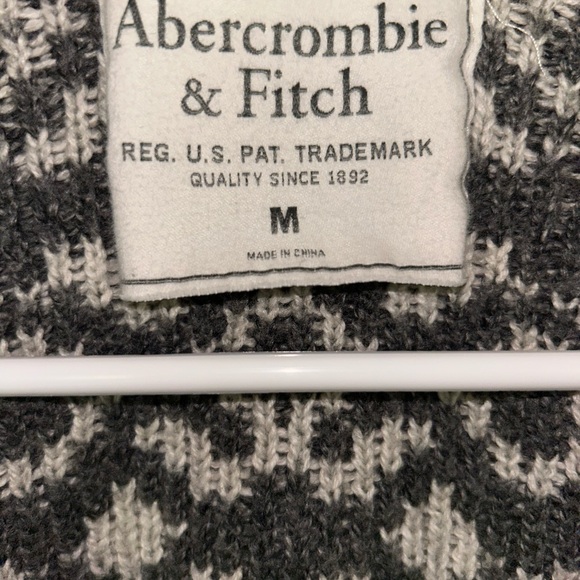 Abercrombie
& Fitch
REG. U.S. PAT. TRADEMARK
QUALITY SINCE 1892
M
MADE IN CHINA